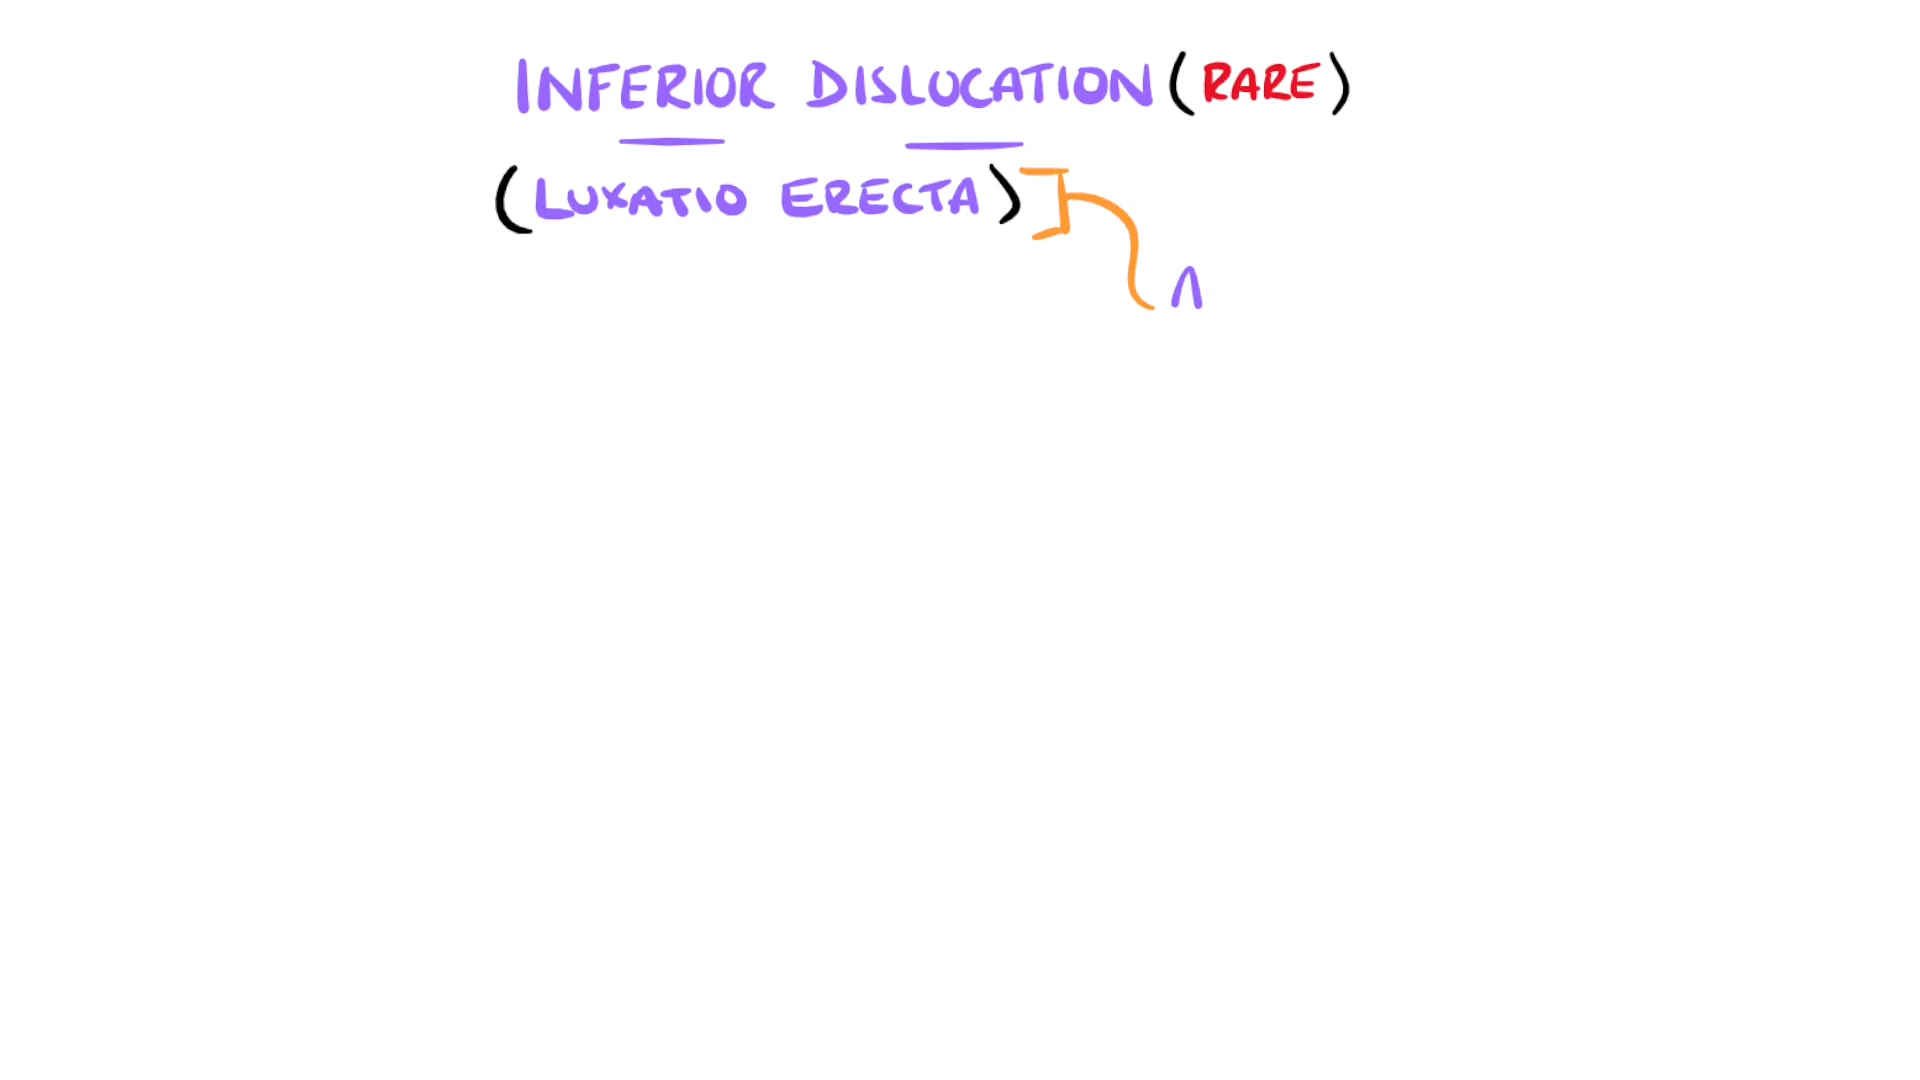 INFERIOR DISLOCATION (RARE)
(LUXATIO ERECTA)